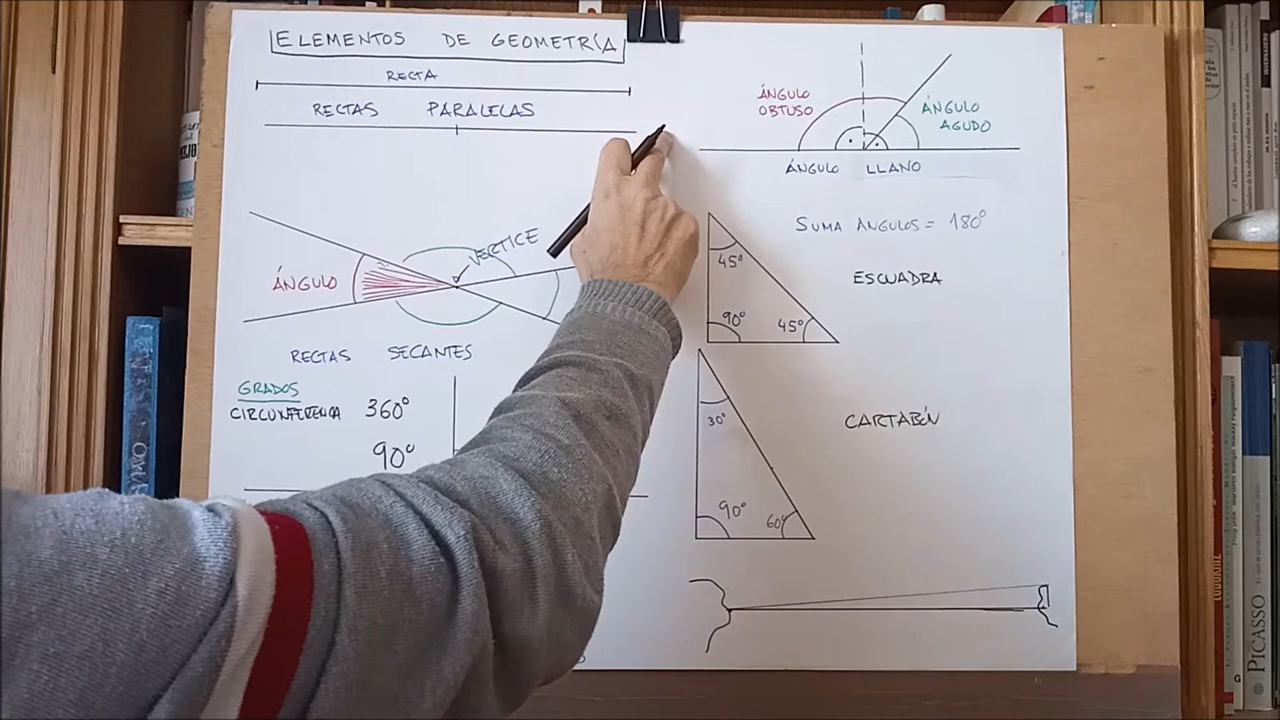 ELEMENTOS DE GEOMETRÍA
RECTA
RECTAS PARALELAS
ÁNGULO
VÉRTICE
RECTAS SECANTES
GRADOS
CIRCUNFERENCIA 360°
90°
ÁNGULO
OBTUSO
ÁNGULO
AGUDO
ÁNGULO LLANO
SUMA ÁNGULOS = 180°
45°
90°
45°
ESCUADRA
30°
90°
60°
CARTABÓN
PICASSO